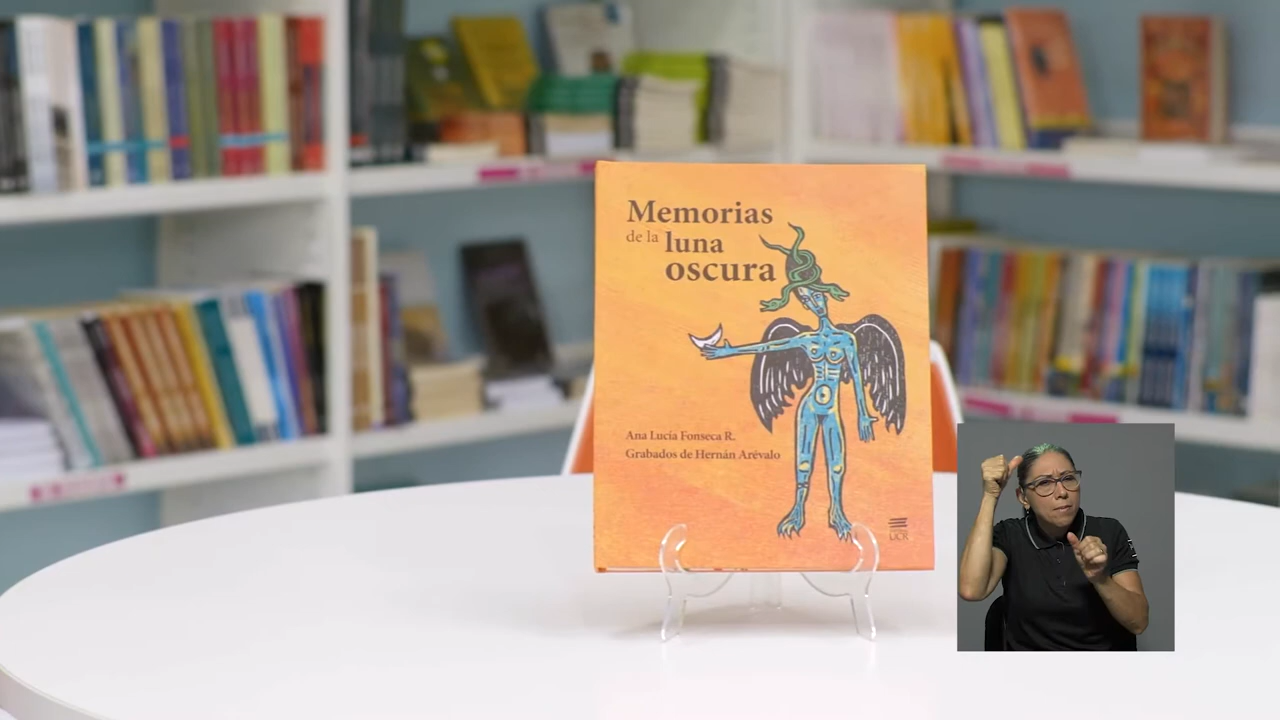 Memorias
de la luna
oscura
Ana Lucía Fonseca R.
Grabados de Hernán Arévalo
UCR